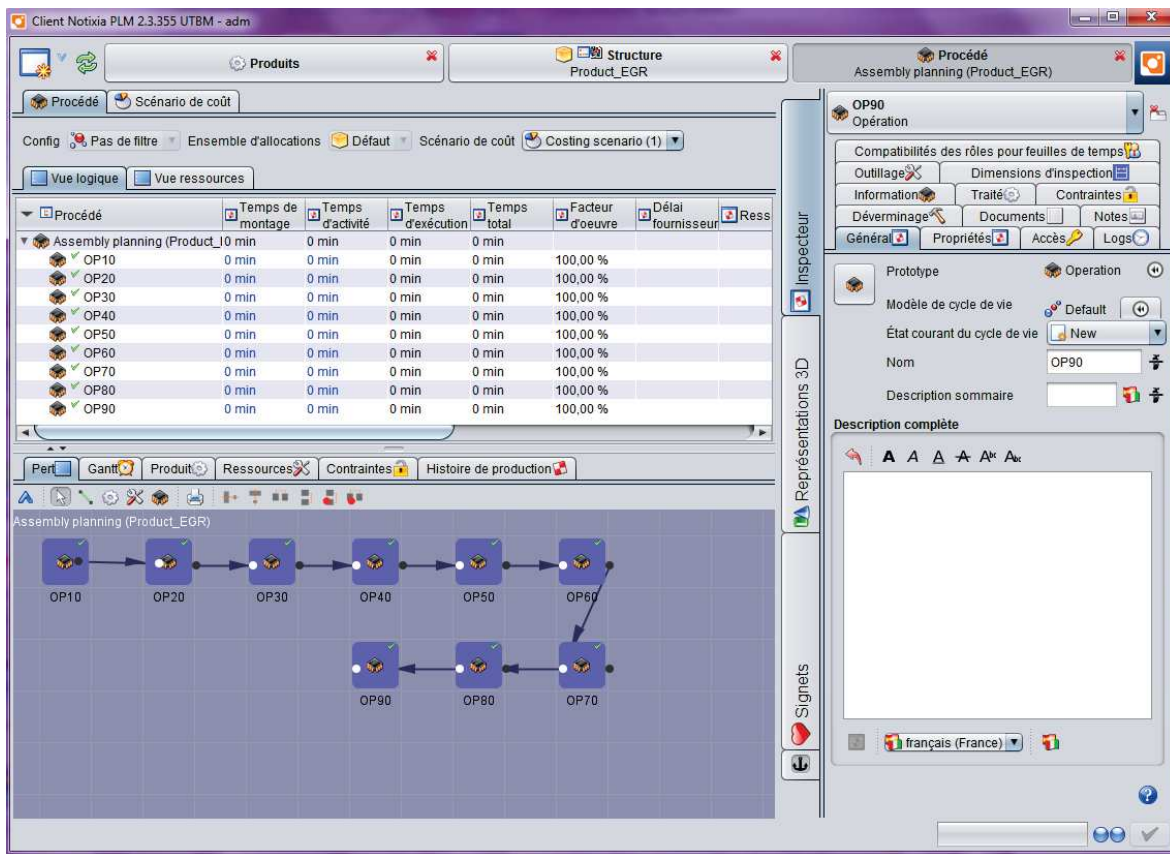 Client Notixia PLM 2.3.355 UTBM - adm
Produits
Structure
Product_EGR
Procédé
Assembly planning (Product_EGR)
Procédé Scénario de coût
Config Pas de filtre Ensemble d'allocations Défaut Scénario de coût Costing scenario (1)
Vue logique Vue ressources
Procédé Temps de montage Temps d'activité Temps d'exécution Temps total Facteur d'oeuvre Délai fournisseur Ress
Assembly planning (Product_ 0 min 0 min 0 min 0 min
OP10 0 min 0 min 0 min 0 min 100,00 %
OP20 0 min 0 min 0 min 0 min 100,00 %
OP30 0 min 0 min 0 min 0 min 100,00 %
OP40 0 min 0 min 0 min 0 min 100,00 %
OP50 0 min 0 min 0 min 0 min 100,00 %
OP60 0 min 0 min 0 min 0 min 100,00 %
OP70 0 min 0 min 0 min 0 min 100,00 %
OP80 0 min 0 min 0 min 0 min 100,00 %
OP90 0 min 0 min 0 min 0 min 100,00 %
Pert Gantt Produit Ressources Contraintes Histoire de production
Assembly planning (Product_EGR)
OP10 OP20 OP30 OP40 OP50 OP60
OP90 OP80 OP70
Inspecteur
Représentations 3D
Signets
OP90
Opération
Compatibilités des rôles pour feuilles de temps
Outillage Dimensions d'inspection
Information Traité Contraintes
Déverminage Documents Notes
Général Propriétés Accès Logs
Prototype Operation
Modèle de cycle de vie Default
État courant du cycle de vie New
Nom OP90
Description sommaire
Description complète
A A A A Abc Abc
français (France)